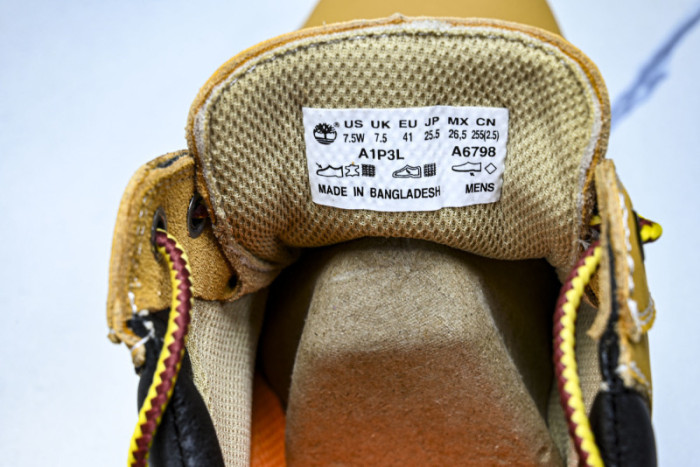 ® US UK EU JP MX CN
7.5W 7.5 41 25.5 26,5 255(2.5)
A1P3L A6798
MADE IN BANGLADESH MENS